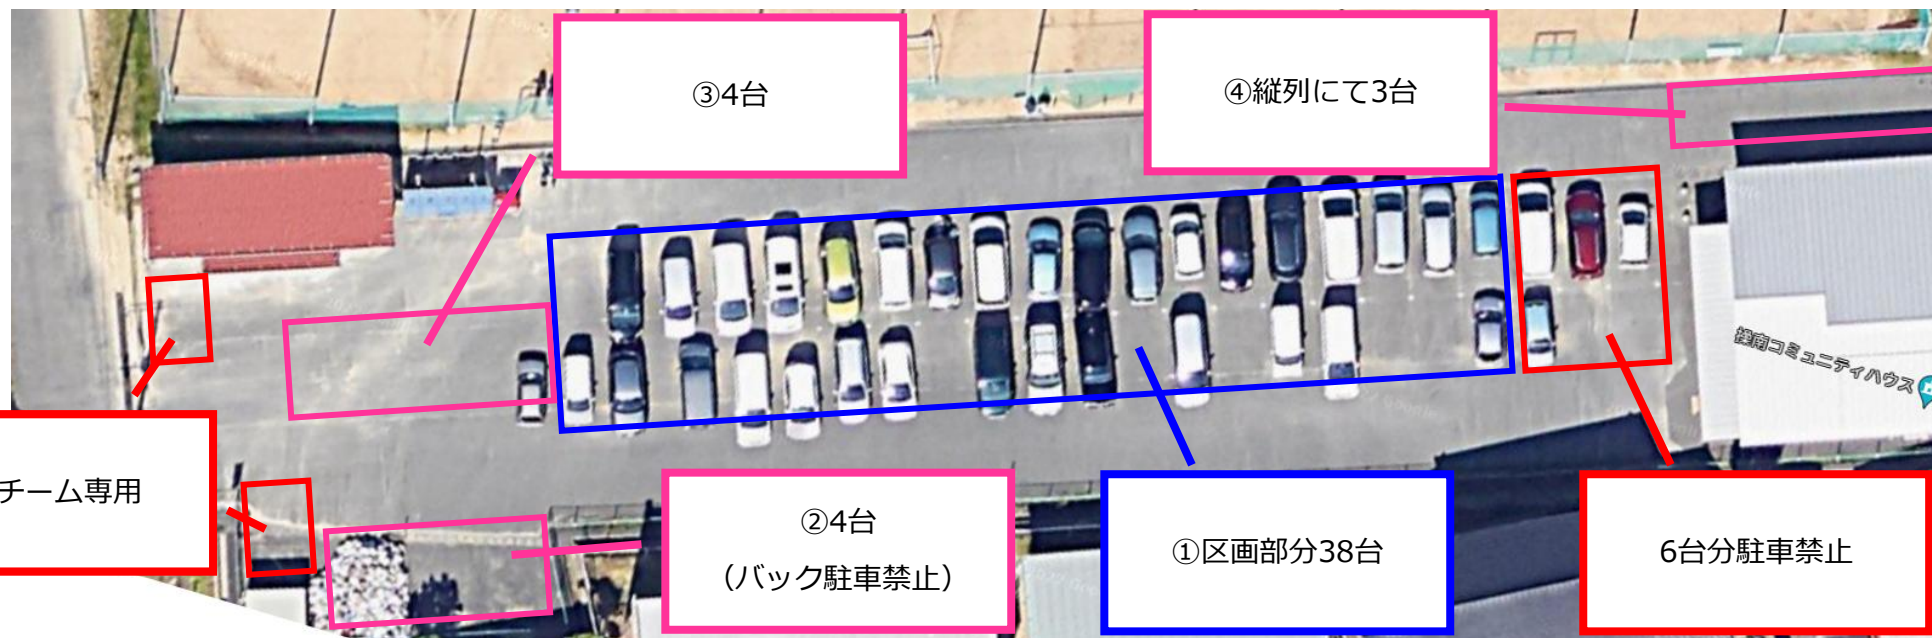 ③4台
④縦列にて3台
操南コミュニティハウス
チーム専用
②4台
（バック駐車禁止）
①区画部分38台
6台分駐車禁止